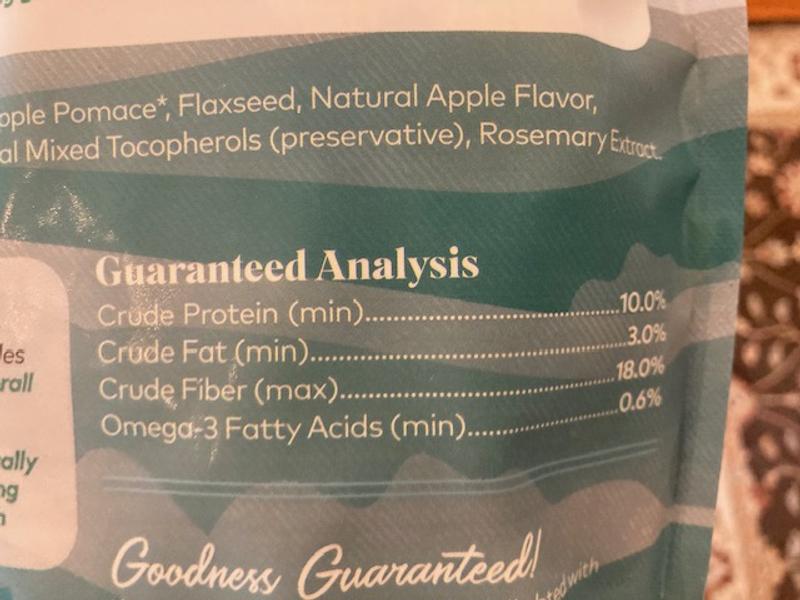 ople Pomace*, Flaxseed, Natural Apple Flavor,
al Mixed Tocopherols (preservative), Rosemary Extract.
Guaranteed Analysis
Crude Protein (min)...........................................10.0%
Crude Fat (min)...................................................3.0%
Crude Fiber (max)..............................................18.0%
Omega-3 Fatty Acids (min)........................0.6%
rall
ally
ng
Goodness Guaranteed!
with